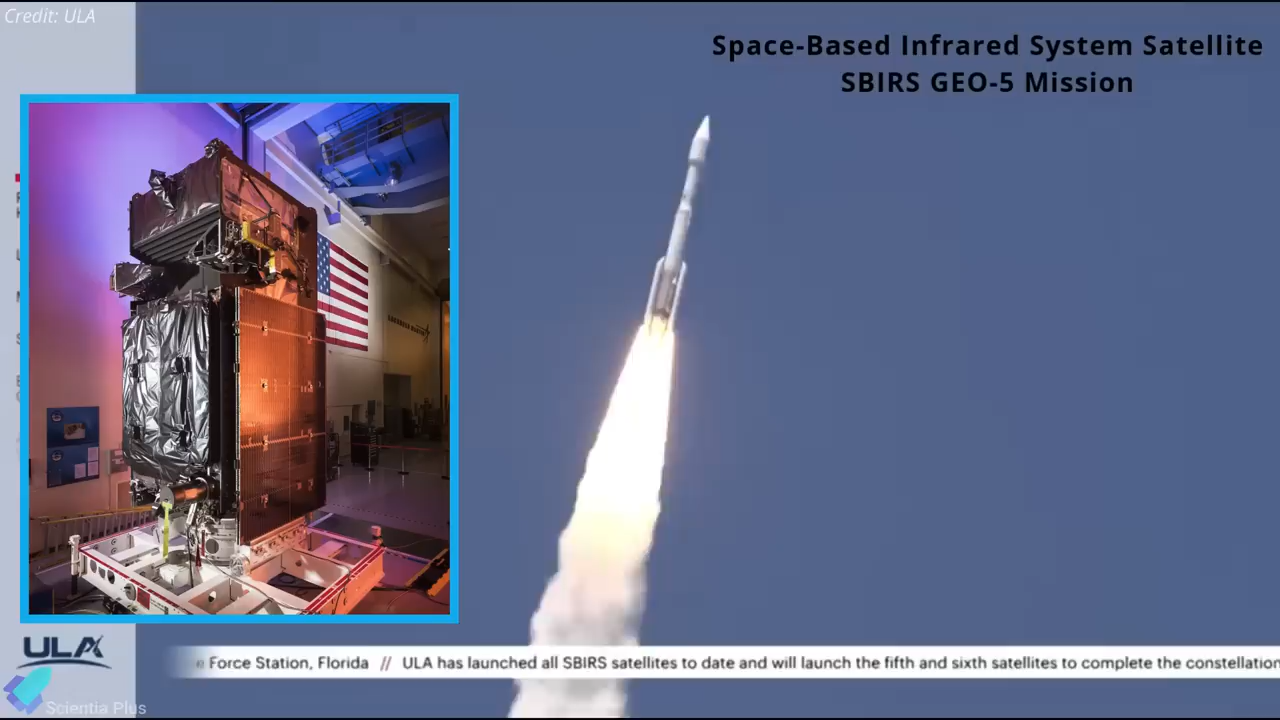 Credit: ULA
Space-Based Infrared System Satellite
SBIRS GEO-5 Mission
ULA
Force Station, Florida // ULA has launched all SBIRS satellites to date and will launch the fifth and sixth satellites to complete the constellation
Scientia Plus